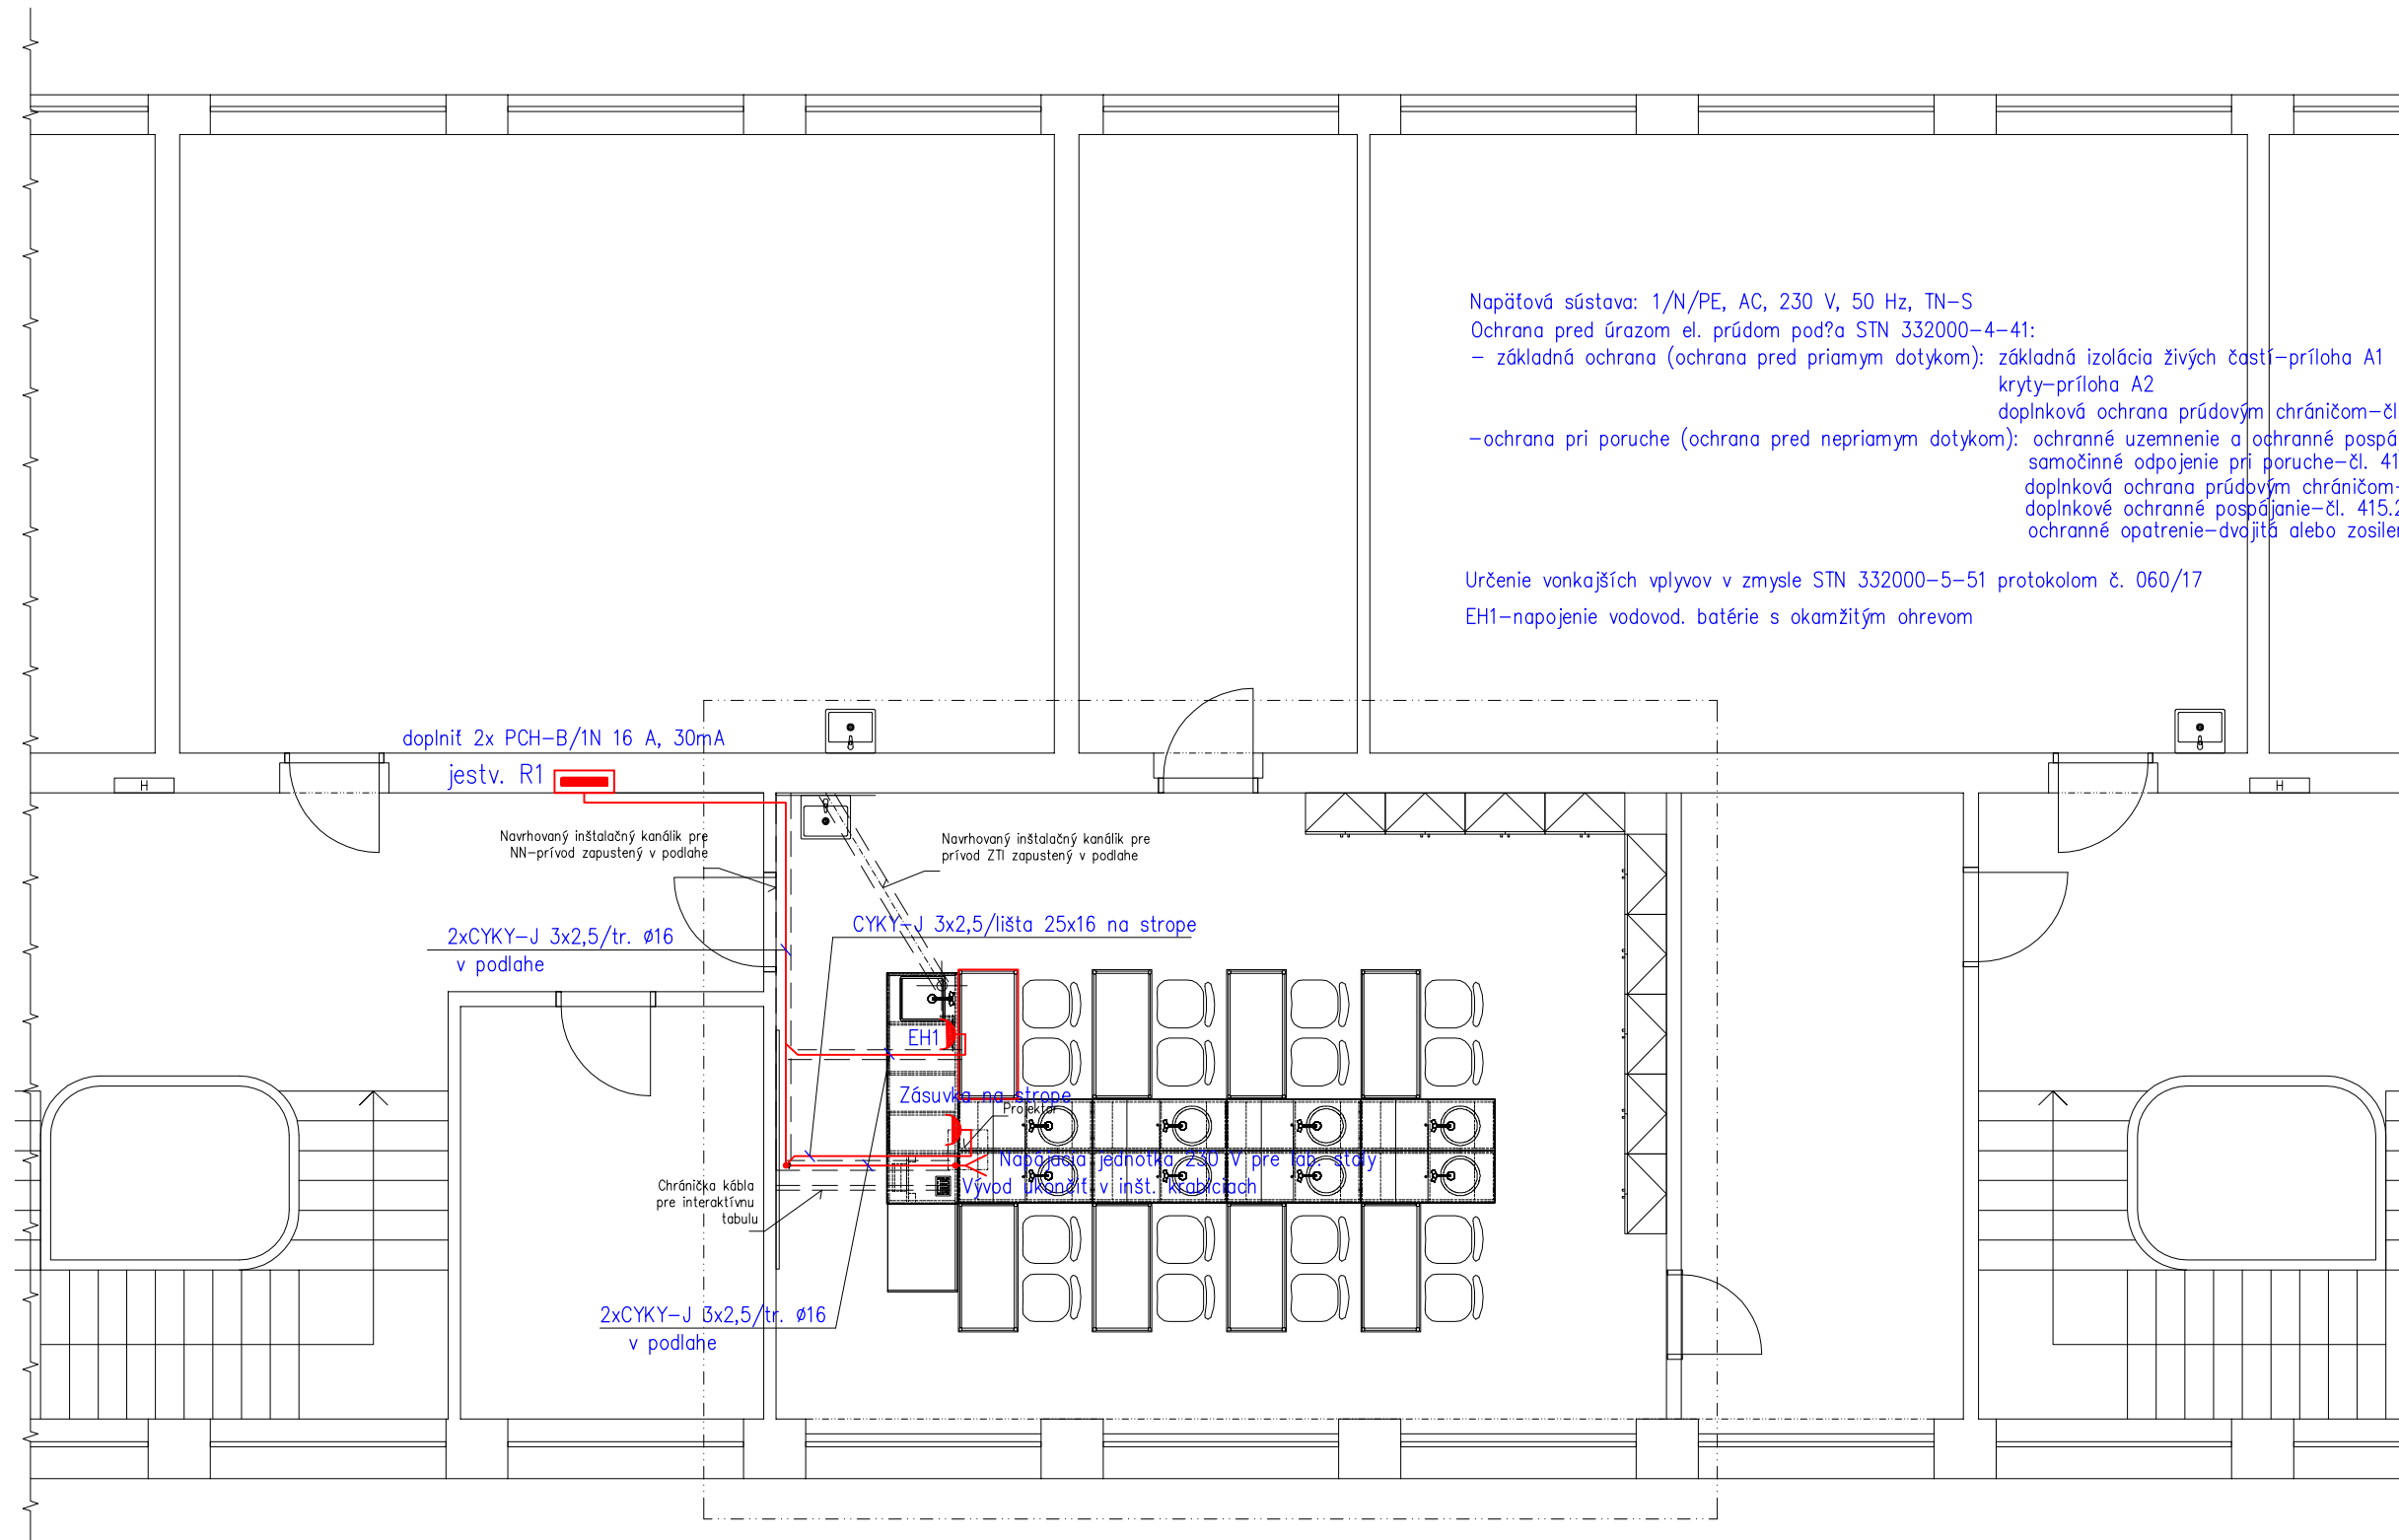 Napäťová sústava: 1/N/PE, AC, 230 V, 50 Hz, TN-S
Ochrana pred úrazom el. prúdom pod?a STN 332000-4-41:
- základná ochrana (ochrana pred priamym dotykom): základná izolácia živých častí-príloha A1
kryty-príloha A2
doplnková ochrana prúdovým chráničom-čl
-ochrana pri poruche (ochrana pred nepriamym dotykom): ochranné uzemnenie a ochranné pospá
samočinné odpojenie pri poruche-čl. 41
doplnková ochrana prúdovým chráničom-
doplnkové ochranné pospájanie-čl. 415.2
ochranné opatrenie-dvojitá alebo zosilen
Určenie vonkajších vplyvov v zmysle STN 332000-5-51 protokolom č. 060/17
EH1-napojenie vodovod. batérie s okamžitým ohrevom
doplniť 2x PCH-B/1N 16 A, 30mA
jestv. R1
H
H
Navrhovaný inštalačný kanálik pre
NN-prívod zapustený v podlahe
Navrhovaný inštalačný kanálik pre
prívod ZTI zapustený v podlahe
CYKY-J 3x2,5/lišta 25x16 na strope
2xCYKY-J 3x2,5/tr. ø16
v podlahe
EH1
Zásuvka na strope
Projektor
Napájacia jednotka 230 V pre lab. stoly
Vývod ukončiť v inšt. krabiciach
Chránička kábla
pre interaktívnu
tabulu
2xCYKY-J 3x2,5/tr. ø16
v podlahe